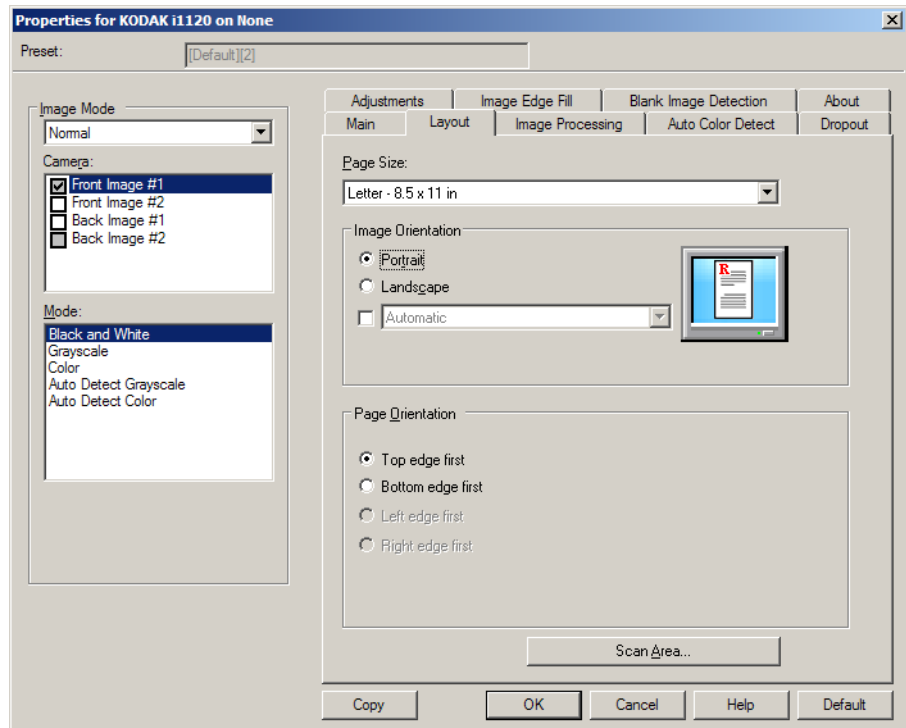 Properties for KODAK i1120 on None
Preset:
[Default][2]
Image Mode
Normal
Camera:
Front Image #1
Front Image #2
Back Image #1
Back Image #2
Mode:
Black and White
Grayscale
Color
Auto Detect Grayscale
Auto Detect Color
Adjustments
Image Edge Fill
Blank Image Detection
About
Main
Layout
Image Processing
Auto Color Detect
Dropout
Page Size:
Letter - 8.5 x 11 in
Image Orientation
Portrait
Landscape
Automatic
R
Page Orientation
Top edge first
Bottom edge first
Left edge first
Right edge first
Scan Area...
Copy
OK
Cancel
Help
Default